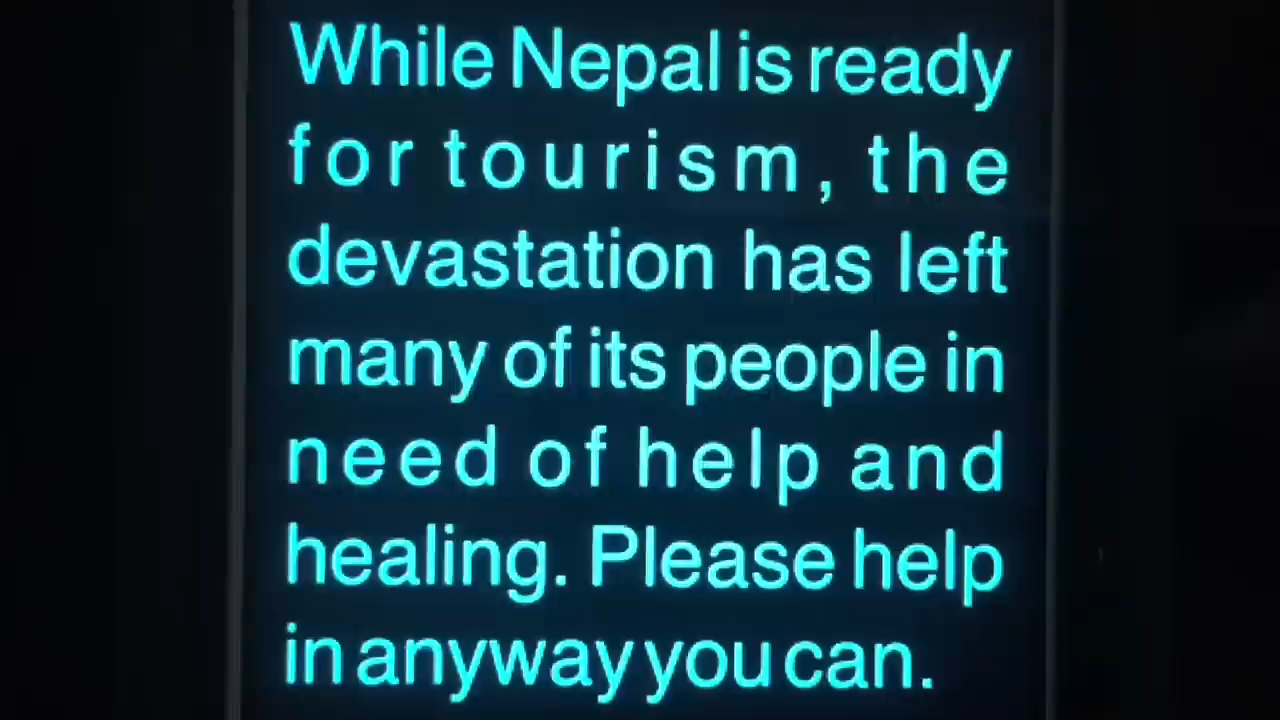 While Nepal is ready
for tourism, the
devastation has left
many of its people in
need of help and
healing. Please help
in anyway you can.